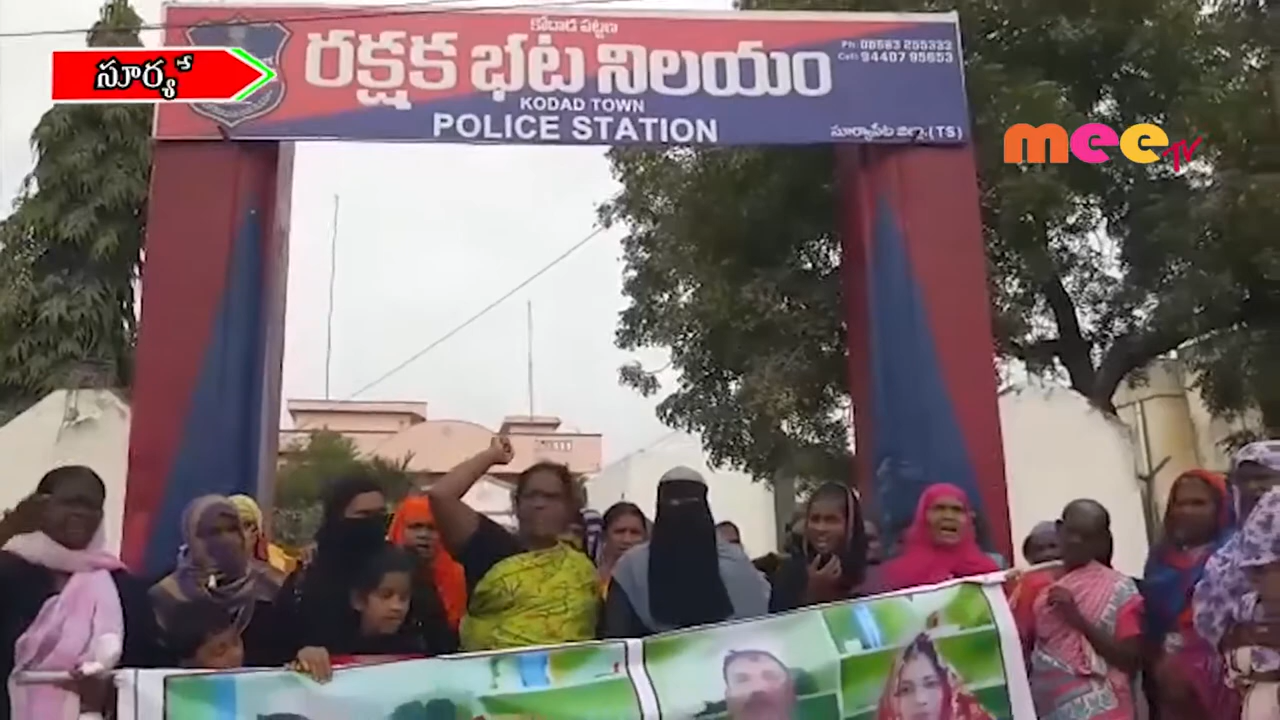 కోదాడ పట్టణ
రక్షక భట నిలయం
Ph: 08683 255333
Cell: 94407 95653
KODAD TOWN
POLICE STATION
సూర్యాపేట జిల్లా.(TS)
mee TV